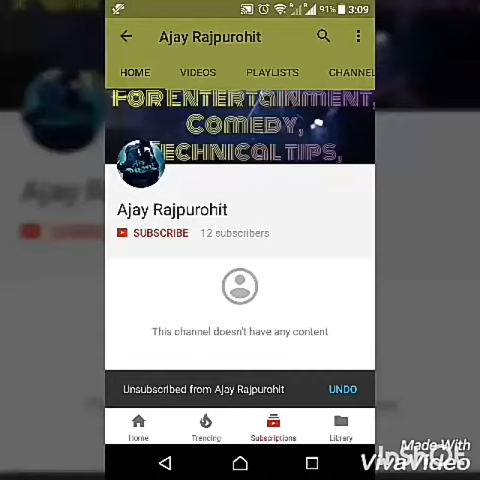 91% 3:09
Ajay Rajpurohit
HOME VIDEOS PLAYLISTS CHANNEL
FOR ENTERTAINMENT,
COMEDY,
TECHNICAL TIPS,
Ajay Rajpurohit
SUBSCRIBE 12 subscribers
This channel doesn't have any content
Unsubscribed from Ajay Rajpurohit UNDO
Home Trending Subscriptions Library
Made With
VivaVideo